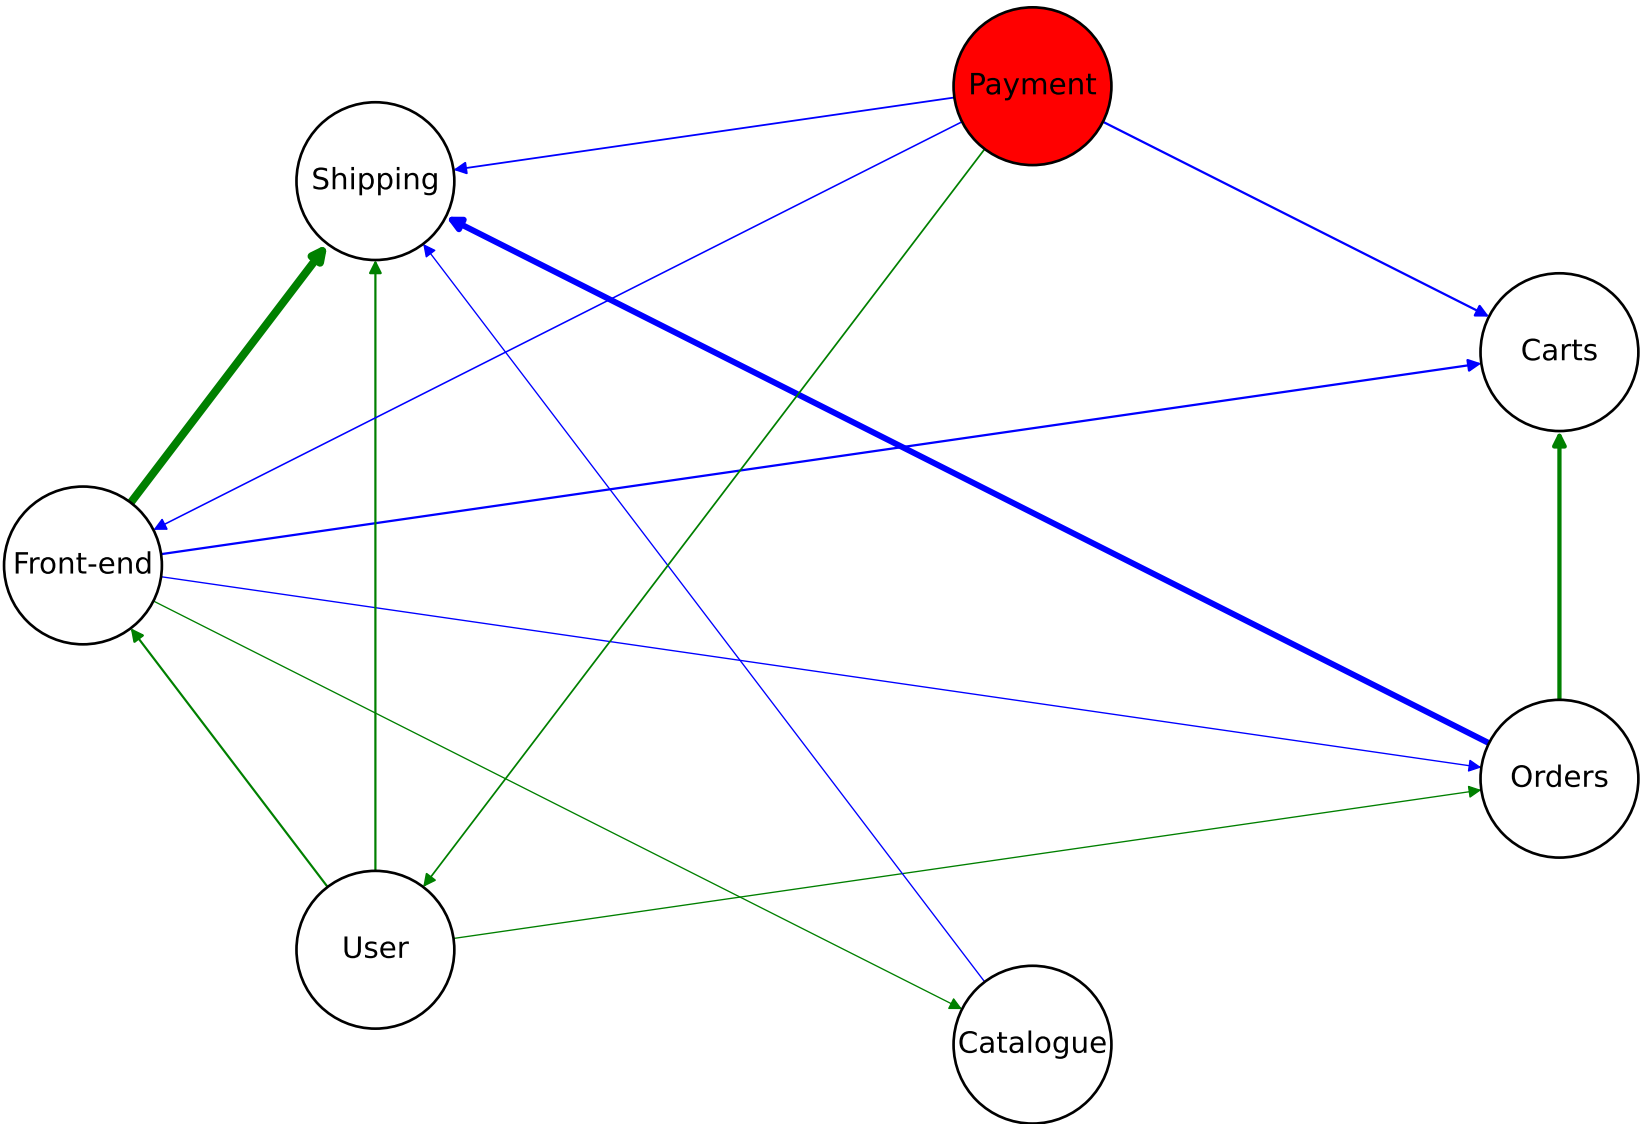 Payment
Shipping
Carts
Front-end
Orders
User
Catalogue